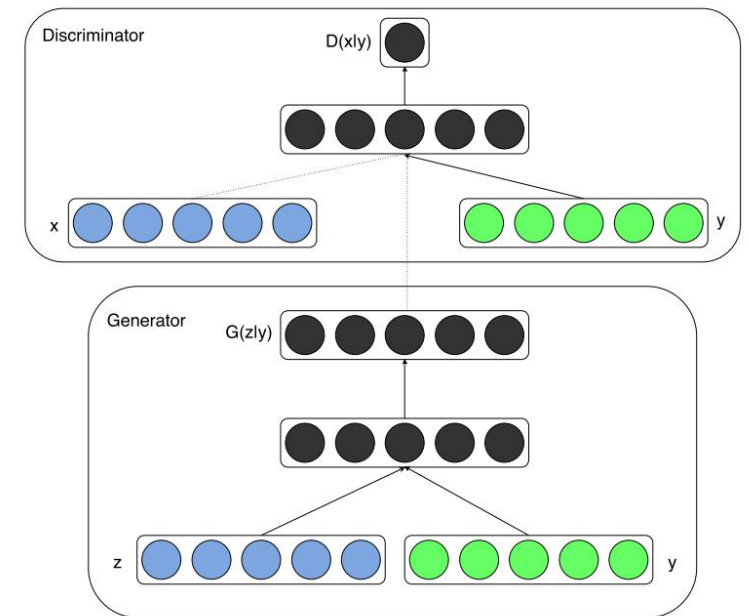 Discriminator
D(x|y)
x
y
Generator
G(z|y)
z
y